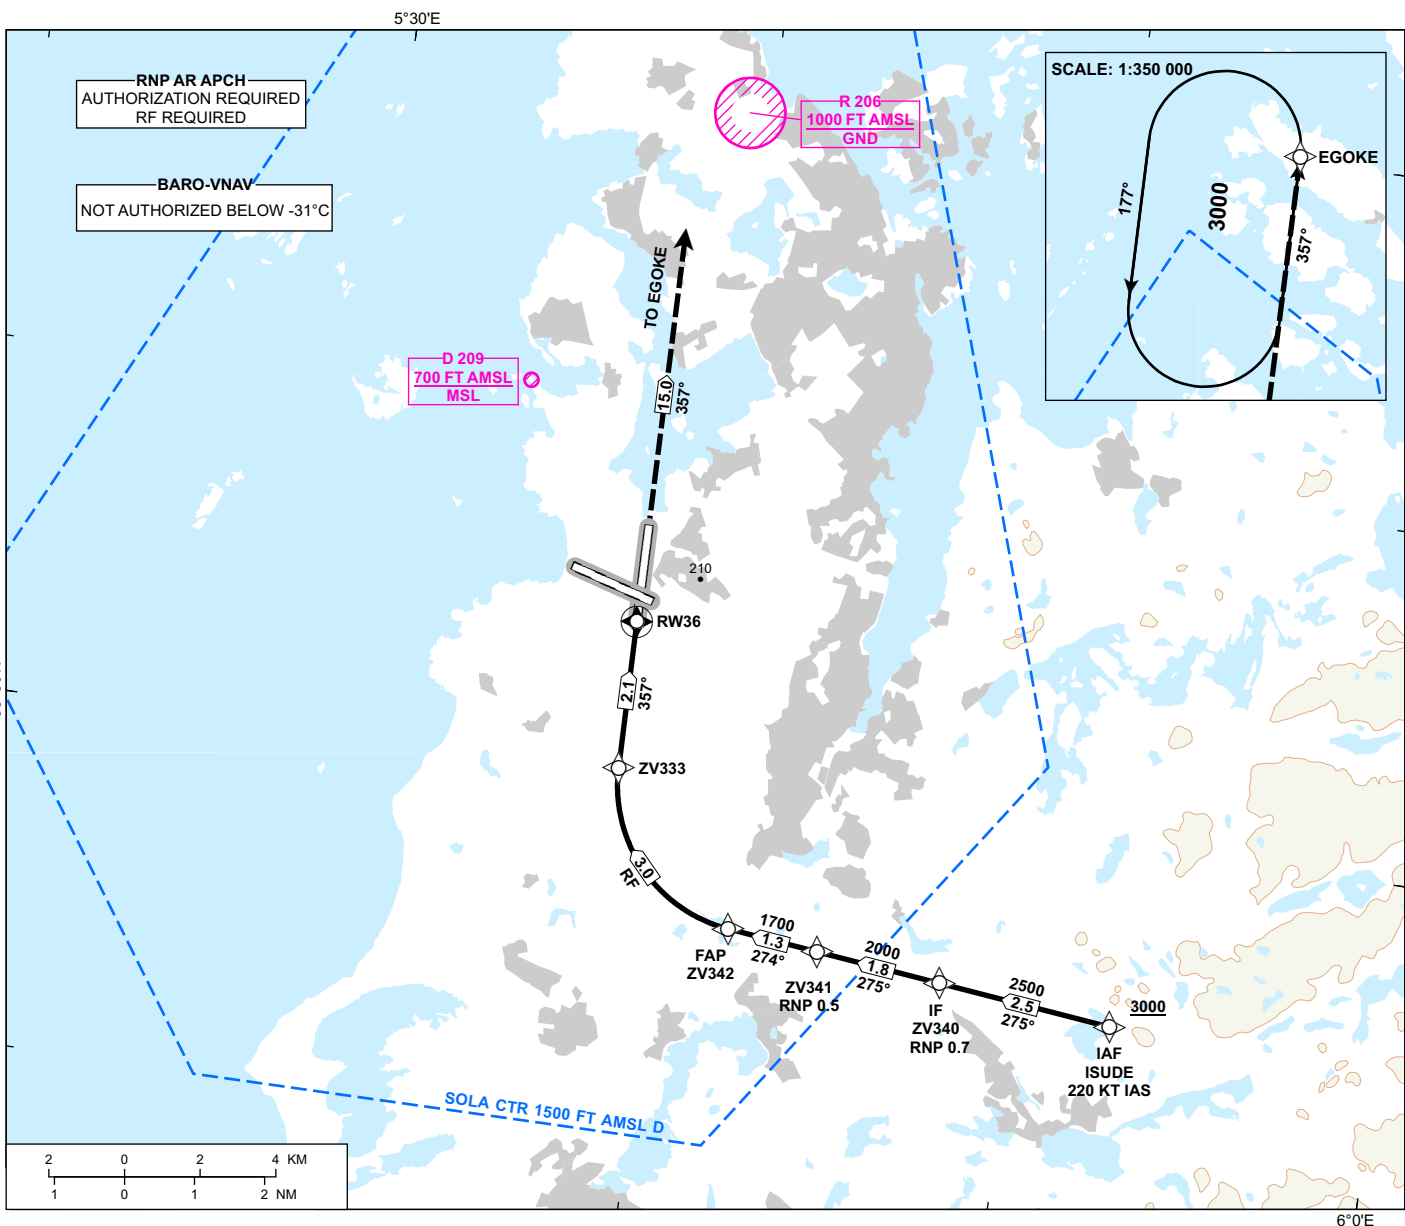 5°30'E
RNP AR APCH
AUTHORIZATION REQUIRED
RF REQUIRED
BARO-VNAV
NOT AUTHORIZED BELOW -31°C
R 206
1000 FT AMSL
GND
SCALE: 1:350 000
EGOKE
177°
3000
357°
TO EGOKE
D 209
700 FT AMSL
MSL
15.0
357°
210
RW36
2.1
357°
ZV333
3.0
RF
FAP
ZV342
1700
1.3
274°
ZV341
RNP 0.5
2000
1.8
275°
IF
ZV340
RNP 0.7
2500
2.5
275°
3000
IAF
ISUDE
220 KT IAS
SOLA CTR 1500 FT AMSL D
2 0 2 4 KM
1 0 1 2 NM
6°0'E